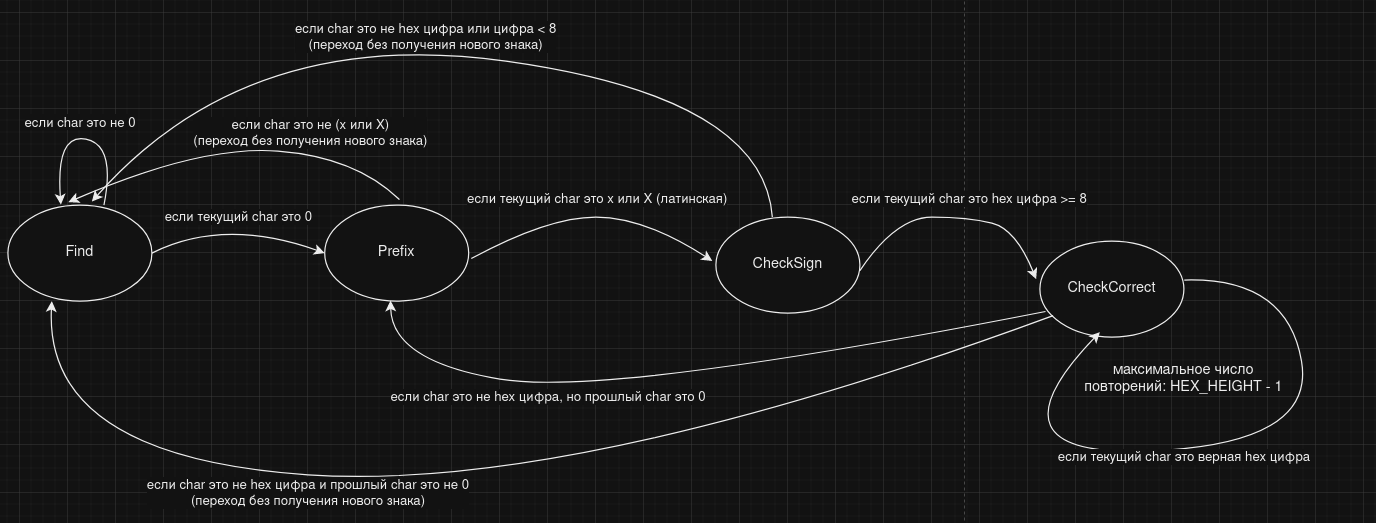 если char это не hex цифра или цифра < 8
(переход без получения нового знака)
если char это не 0
если char это не (x или X)
(переход без получения нового знака)
если текущий char это x или X (латинская)
если текущий char это hex цифра >= 8
если текущий char это 0
Find
Prefix
CheckSign
CheckCorrect
максимальное число
повторений: HEX_HEIGHT - 1
если char не hex цифра, но прошлый char это 0
если текущий char это верная hex цифра
если char это не hex цифра и прошлый char это не 0
(переход без получения нового знака)